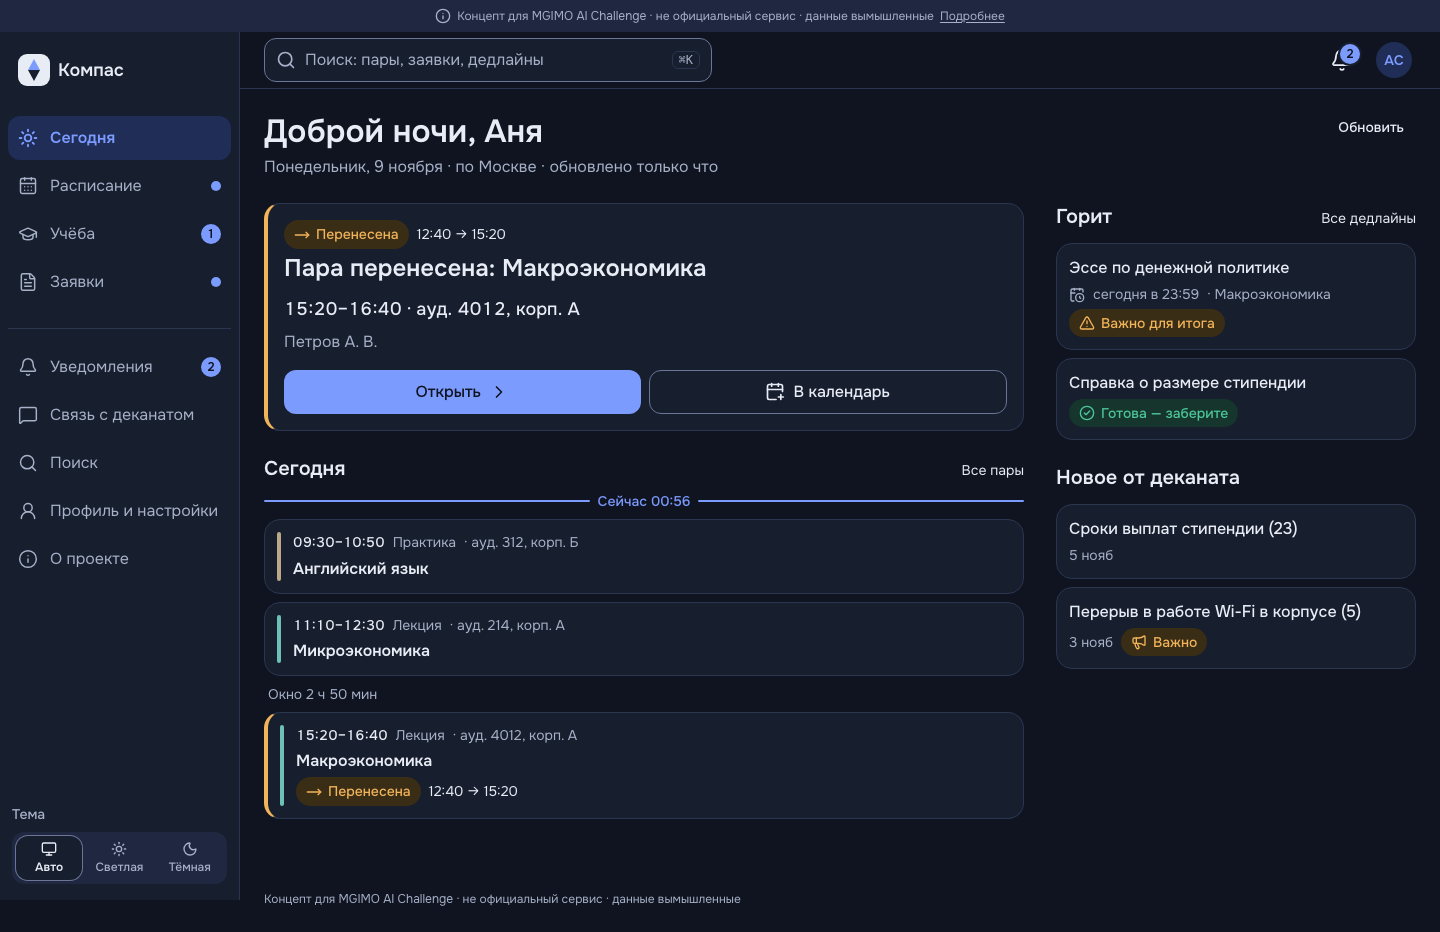 Концепт для MGIMO AI Challenge · не официальный сервис · данные вымышленные Подробнее
Компас
Поиск: пары, заявки, дедлайны
⌘K
2
АС
Сегодня
Расписание
Учёба
1
Заявки
Уведомления
2
Связь с деканатом
Поиск
Профиль и настройки
О проекте
Тема
Авто
Светлая
Тёмная
Доброй ночи, Аня
Обновить
Понедельник, 9 ноября · по Москве · обновлено только что
→ Перенесена 12:40 → 15:20
Пара перенесена: Макроэкономика
15:20–16:40 · ауд. 4012, корп. А
Петров А. В.
Открыть
В календарь
Сегодня
Все пары
Сейчас 00:56
09:30–10:50 Практика · ауд. 312, корп. Б
Английский язык
11:10–12:30 Лекция · ауд. 214, корп. А
Микроэкономика
Окно 2 ч 50 мин
15:20–16:40 Лекция · ауд. 4012, корп. А
Макроэкономика
→ Перенесена 12:40 → 15:20
Горит
Все дедлайны
Эссе по денежной политике
сегодня в 23:59 · Макроэкономика
Важно для итога
Справка о размере стипендии
Готова — заберите
Новое от деканата
Сроки выплат стипендии (23)
5 нояб
Перерыв в работе Wi-Fi в корпусе (5)
3 нояб
Важно
Концепт для MGIMO AI Challenge · не официальный сервис · данные вымышленные